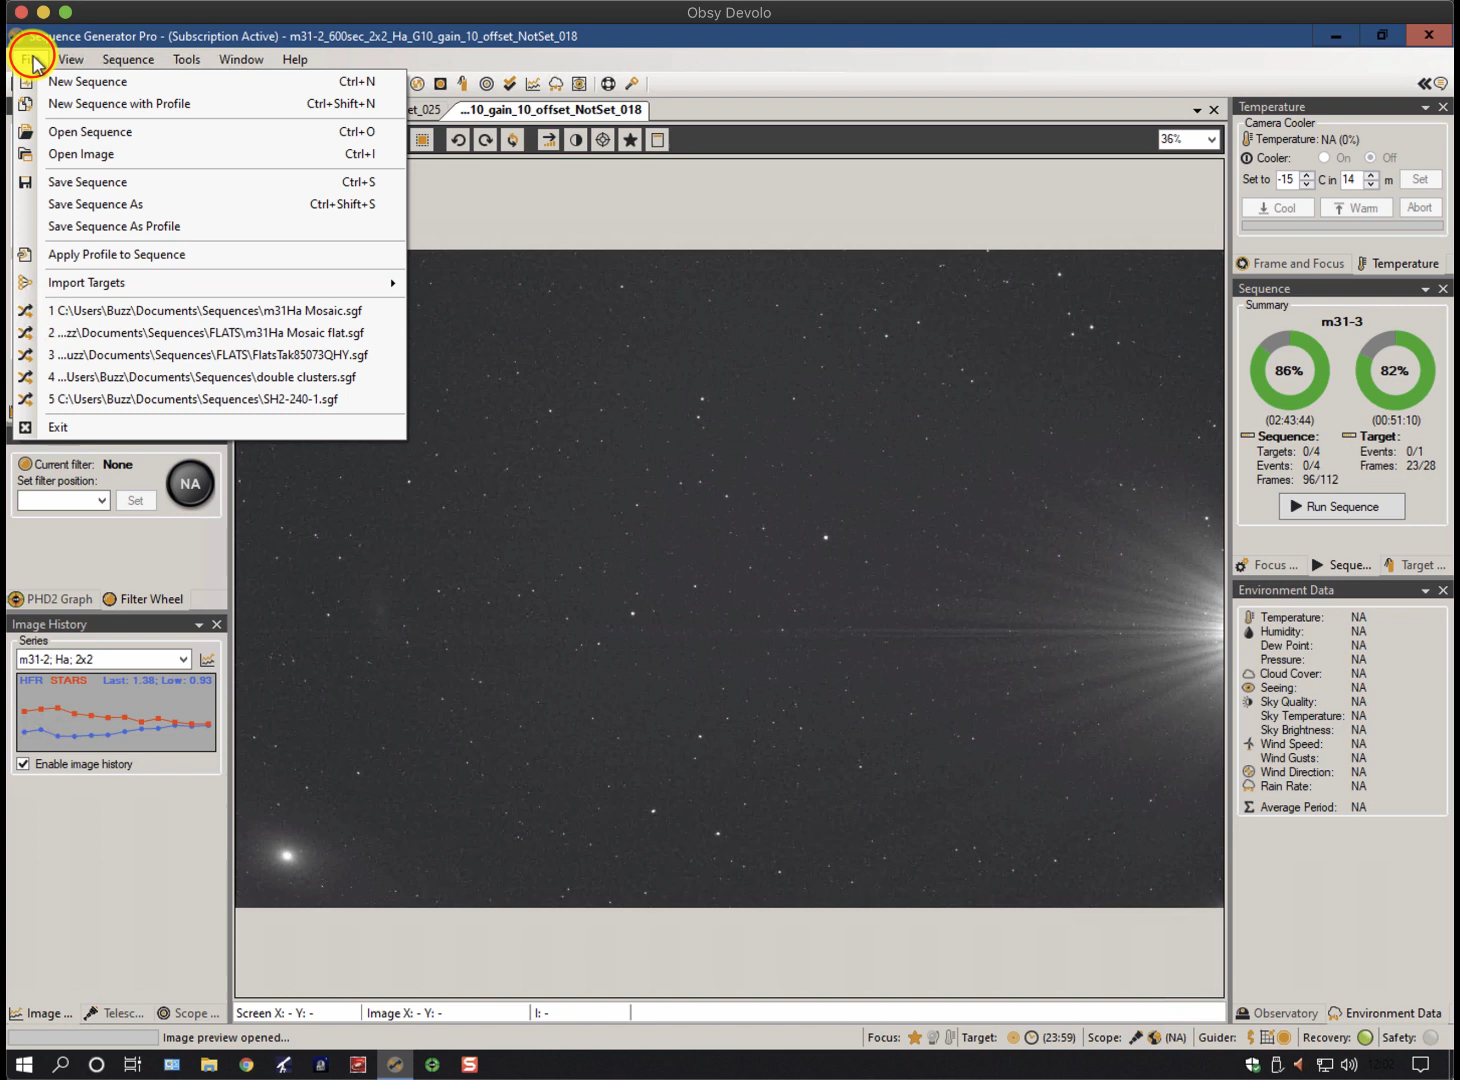 Obsy Devolo
Sequence Generator Pro - (Subscription Active) - m31-2_600sec_2x2_Ha_G10_gain_10_offset_NotSet_018
View Sequence Tools Window Help
New Sequence Ctrl+N
New Sequence with Profile Ctrl+Shift+N
Open Sequence Ctrl+O
Open Image Ctrl+I
Save Sequence Ctrl+S
Save Sequence As Ctrl+Shift+S
Save Sequence As Profile
Apply Profile to Sequence
Import Targets
1 C:\Users\Buzz\Documents\Sequences\m31Ha Mosaic.sgf
2 ...zz\Documents\Sequences\FLATS\m31Ha Mosaic flat.sgf
3 ...uzz\Documents\Sequences\FLATS\FlatsTak85073QHY.sgf
4 ...Users\Buzz\Documents\Sequences\double clusters.sgf
5 C:\Users\Buzz\Documents\Sequences\SH2-240-1.sgf
Exit
et_025 ...10_gain_10_offset_NotSet_018
36%
Current filter: None
Set filter position:
Set
NA
PHD2 Graph Filter Wheel
Image History
Series
m31-2; Ha; 2x2
HFR STARS Last: 1.38; Low: 0.93
Enable image history
Image ... Telesc... Scope ...
Screen X: - Y: - Image X: - Y: - I: -
Temperature
Camera Cooler
Temperature: NA (0%)
Cooler: On Off
Set to -15 C in 14 m Set
Cool Warm Abort
Frame and Focus Temperature
Sequence
Summary
m31-3
86% 82%
(02:43:44) (00:51:10)
Sequence: Target:
Targets: 0/4 Events: 0/1
Events: 0/4 Frames: 23/28
Frames: 96/112
Run Sequence
Focus ... Seque... Target ...
Environment Data
Temperature: NA
Humidity: NA
Dew Point: NA
Pressure: NA
Cloud Cover: NA
Seeing: NA
Sky Quality: NA
Sky Temperature: NA
Sky Brightness: NA
Wind Speed: NA
Wind Gusts: NA
Wind Direction: NA
Rain Rate: NA
Average Period: NA
Observatory Environment Data
Image preview opened...
Focus: Target: (23:59) Scope: (NA) Guider: Recovery: Safety: